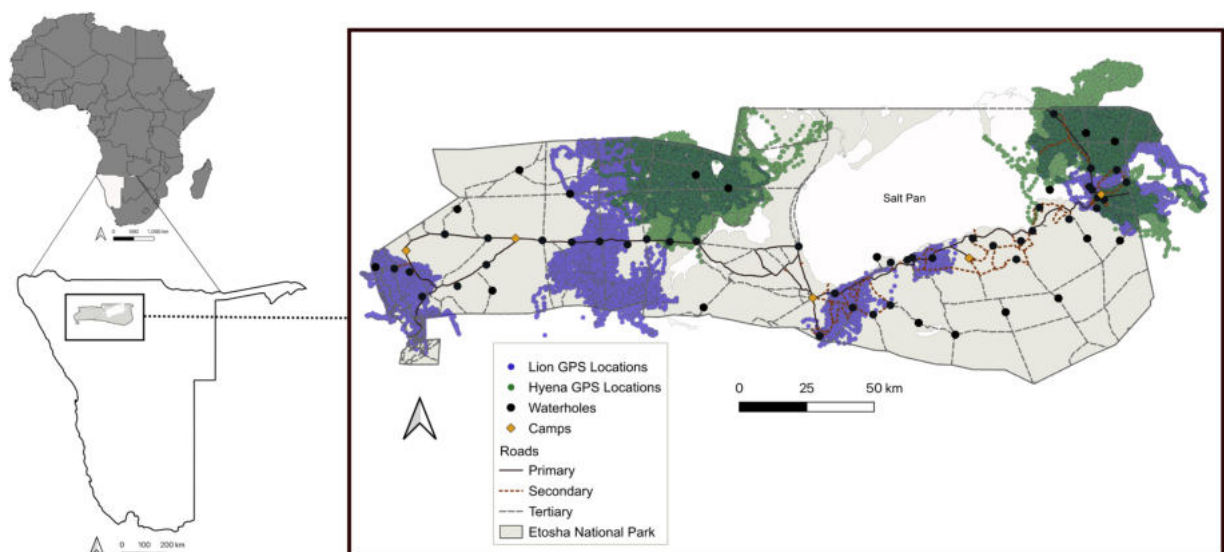 0 500 1,000 km
Salt Pan
Lion GPS Locations
Hyena GPS Locations
Waterholes
Camps
Roads
Primary
Secondary
Tertiary
Etosha National Park
0 25 50 km
0 100 200 km